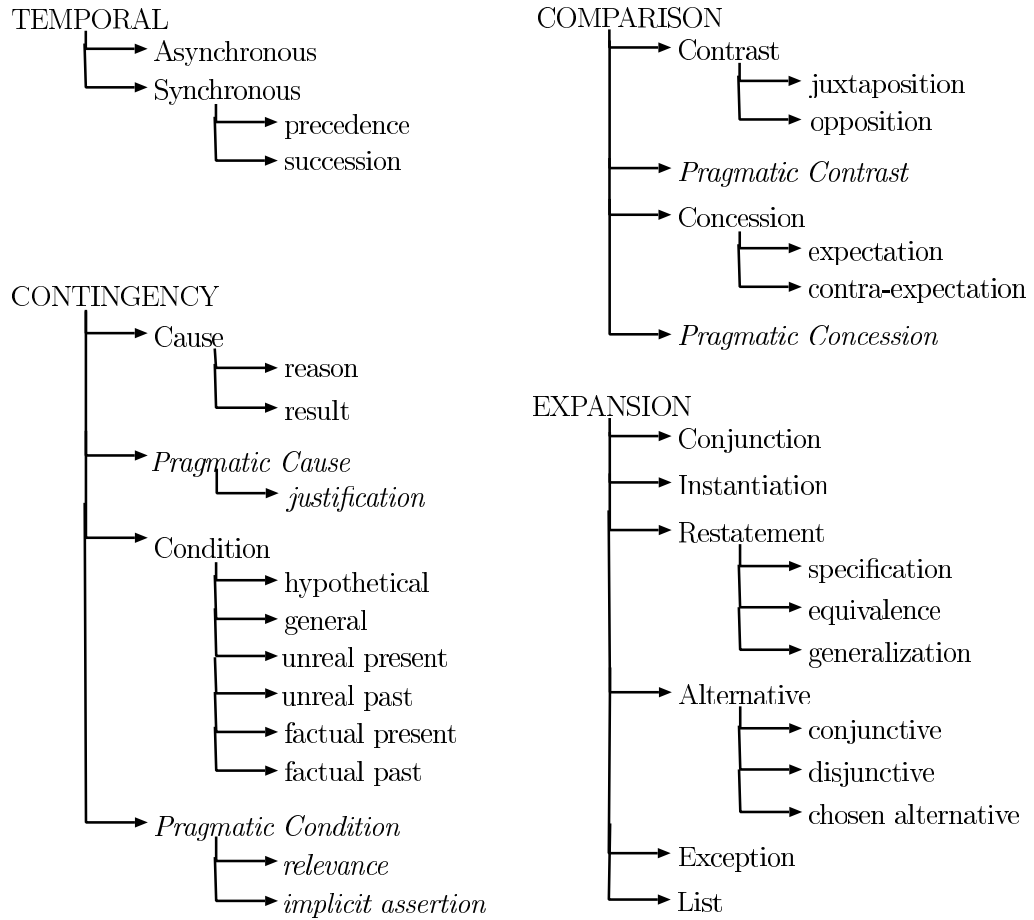 TEMPORAL
Asynchronous
Synchronous
precedence
succession
CONTINGENCY
Cause
reason
result
Pragmatic Cause
justification
Condition
hypothetical
general
unreal present
unreal past
factual present
factual past
Pragmatic Condition
relevance
implicit assertion
COMPARISON
Contrast
juxtaposition
opposition
Pragmatic Contrast
Concession
expectation
contra-expectation
Pragmatic Concession
EXPANSION
Conjunction
Instantiation
Restatement
specification
equivalence
generalization
Alternative
conjunctive
disjunctive
chosen alternative
Exception
List